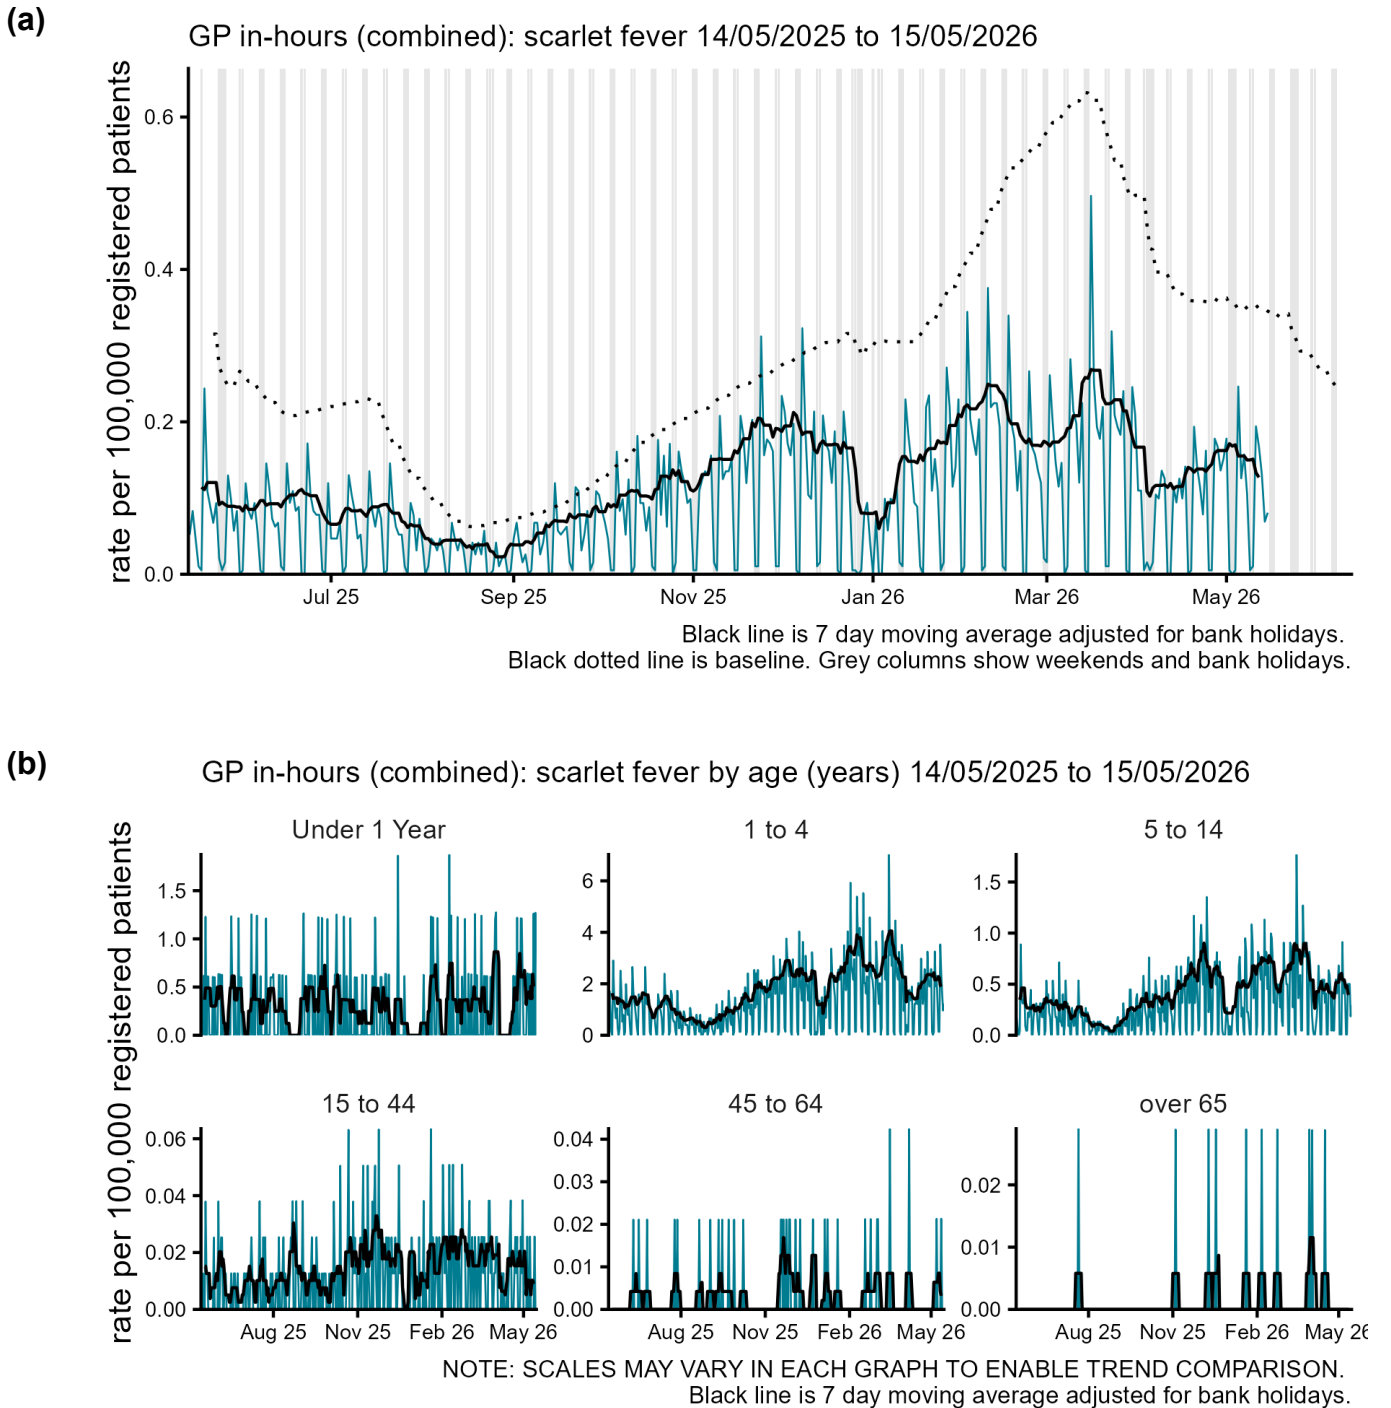 (a)
GP in-hours (combined): scarlet fever 14/05/2025 to 15/05/2026
rate per 100,000 registered patients
0.6
0.4
0.2
0.0
Jul 25 Sep 25 Nov 25 Jan 26 Mar 26 May 26
Black line is 7 day moving average adjusted for bank holidays.
Black dotted line is baseline. Grey columns show weekends and bank holidays.
(b)
GP in-hours (combined): scarlet fever by age (years) 14/05/2025 to 15/05/2026
rate per 100,000 registered patients
Under 1 Year
1.5
1.0
0.5
0.0
1 to 4
6
4
2
0
5 to 14
1.5
1.0
0.5
0.0
15 to 44
0.06
0.04
0.02
0.00
Aug 25 Nov 25 Feb 26 May 26
45 to 64
0.04
0.03
0.02
0.01
0.00
Aug 25 Nov 25 Feb 26 May 26
over 65
0.02
0.01
0.00
Aug 25 Nov 25 Feb 26 May 26
NOTE: SCALES MAY VARY IN EACH GRAPH TO ENABLE TREND COMPARISON.
Black line is 7 day moving average adjusted for bank holidays.